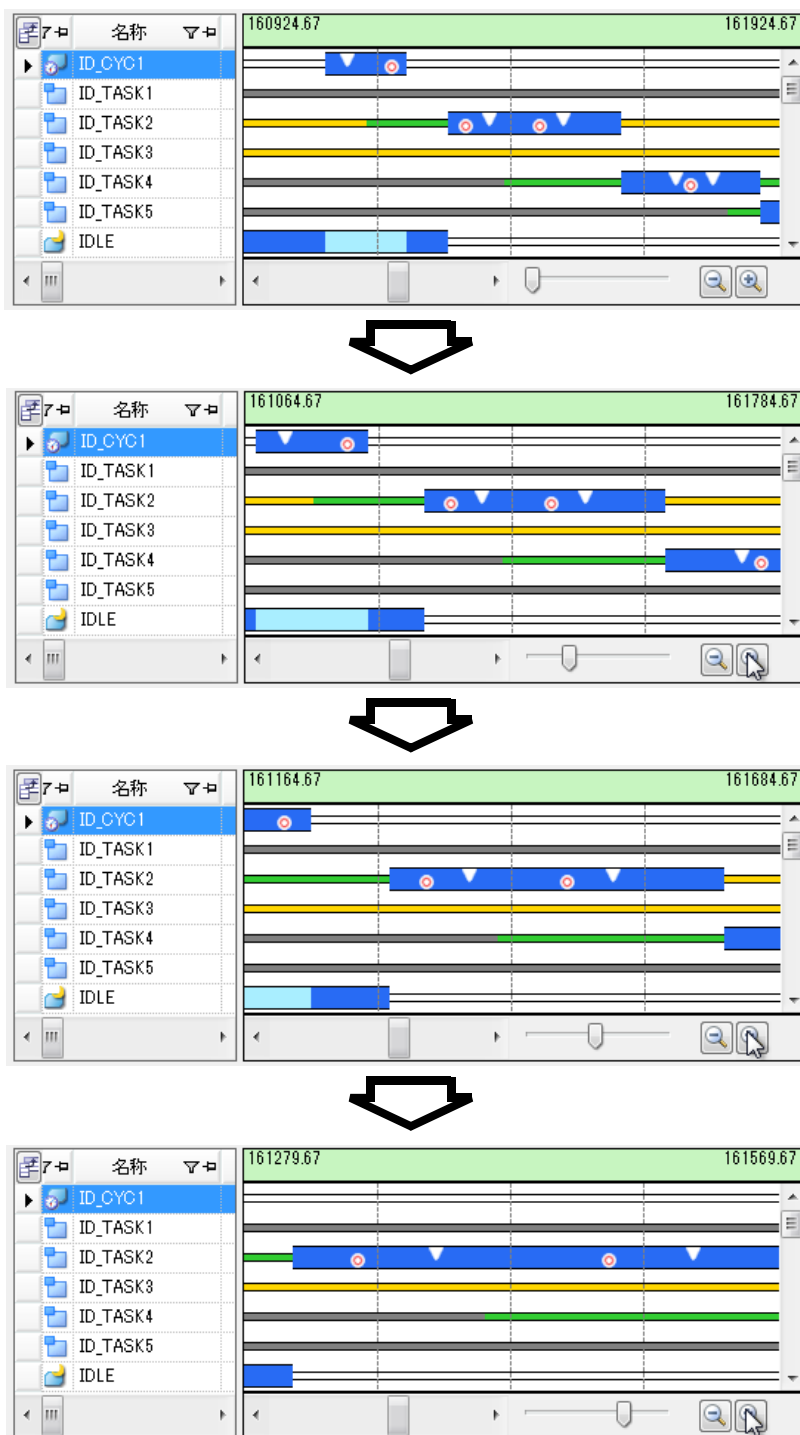 名称 160924.67 161924.67
ID_CYC1
ID_TASK1
ID_TASK2
ID_TASK3
ID_TASK4
ID_TASK5
IDLE
名称 161064.67 161784.67
ID_CYC1
ID_TASK1
ID_TASK2
ID_TASK3
ID_TASK4
ID_TASK5
IDLE
名称 161164.67 161684.67
ID_CYC1
ID_TASK1
ID_TASK2
ID_TASK3
ID_TASK4
ID_TASK5
IDLE
名称 161279.67 161569.67
ID_CYC1
ID_TASK1
ID_TASK2
ID_TASK3
ID_TASK4
ID_TASK5
IDLE